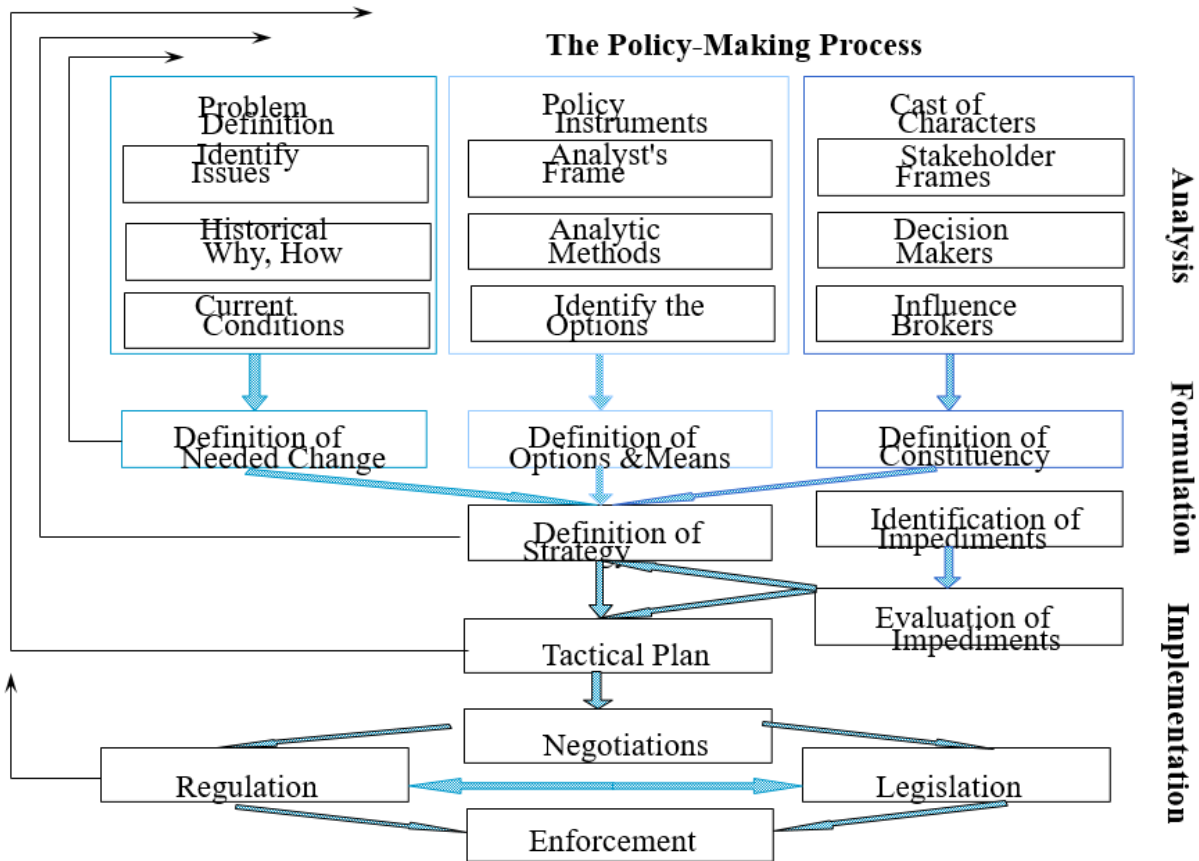 The Policy-Making Process
Problem
Definition
Identify
Issues
Historical
Why, How
Current
Conditions
Policy
Instruments
Analyst's
Frame
Analytic
Methods
Identify the
Options
Cast of
Characters
Stakeholder
Frames
Decision
Makers
Influence
Brokers
Analysis
Definition of
Needed Change
Definition of
Options &Means
Definition of
Constituency
Formulation
Definition of
Strategy
Identification of
Impediments
Evaluation of
Impediments
Tactical Plan
Implementation
Negotiations
Regulation
Legislation
Enforcement